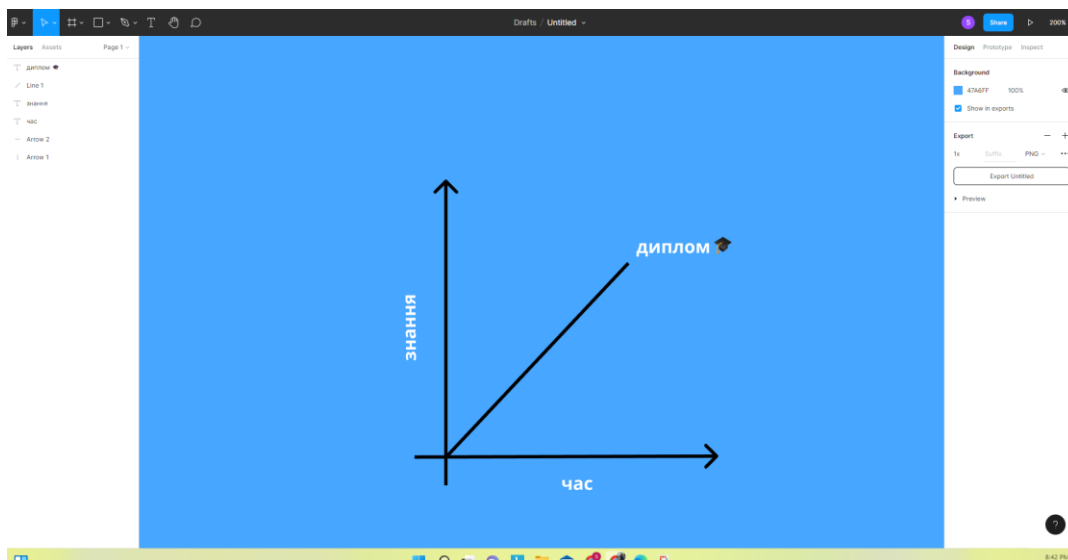 Drafts / Untitled
S
Share
200%
Layers Assets Page 1
диплом
Line 1
знання
час
Arrow 2
Arrow 1
диплом
знання
час
Design Prototype Inspect
Background
47A6FF 100%
Show in exports
Export
1x Suffix PNG
Export Untitled
Preview
?
8:42 PM